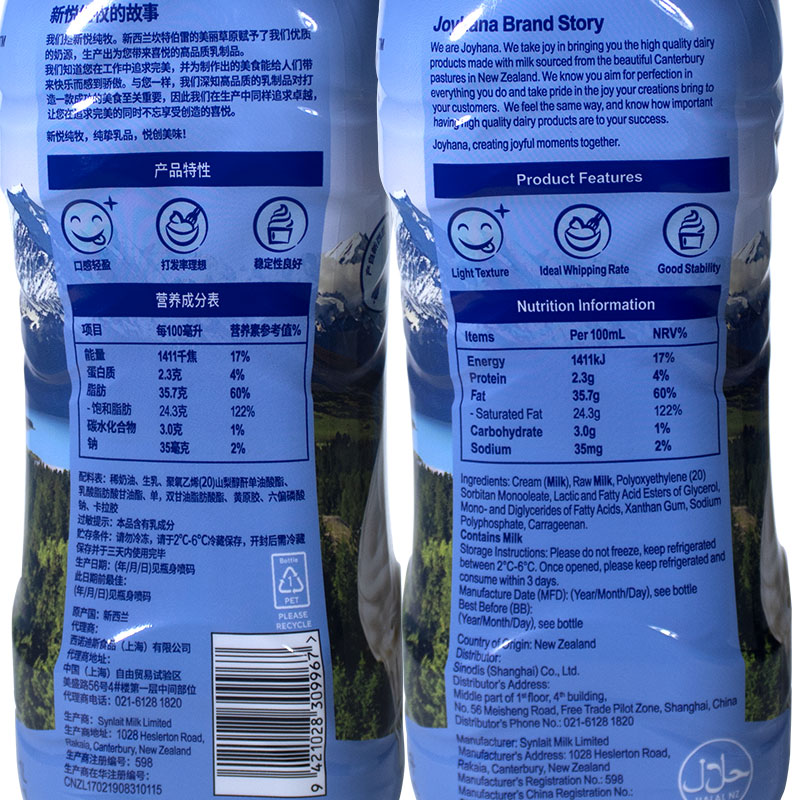 新悦纯牧的故事
我们是新悦纯牧。新西兰坎特伯雷的美丽草原赋予了我们优质
的奶源，生产出为您带来喜悦的高品质乳制品。
我们知道您在工作中追求完美，并为制作出的美食能给人们带
来快乐而感到骄傲。与您一样，我们深知高品质的乳制品对打
造一款成功的美食至关重要，因此我们在生产中同样追求卓越，
让您在追求完美的同时不忘享受创造的喜悦。
新悦纯牧，纯挚乳品，悦创美味！
产品特性
口感轻盈 打发率理想 稳定性良好
营养成分表
项目 每100毫升 营养素参考值%
能量 1411千焦 17%
蛋白质 2.3克 4%
脂肪 35.7克 60%
- 饱和脂肪 24.3克 122%
碳水化合物 3.0克 1%
钠 35毫克 2%
配料表：稀奶油、生乳、聚氧乙烯(20)山梨醇酐单油酸酯、
乳酸脂肪酸甘油酯、单，双甘油脂肪酸酯、黄原胶、六偏磷酸
钠、卡拉胶
过敏提示：本品含有乳成分
贮存条件：请勿冷冻，请于2°C-6°C冷藏保存，开封后需冷藏
保存并于三天内使用完毕
生产日期：(年/月/日)见瓶身喷码
此日期前最佳：
(年/月/日)见瓶身喷码
Bottle
1
PET
PLEASE
RECYCLE
原产国：新西兰
代理商：
西诺迪斯食品（上海）有限公司
代理商地址：
中国（上海）自由贸易试验区
美盛路56号4#楼第一层中间部位
代理商电话：021-6128 1820
生产商：Synlait Milk Limited
生产商地址：1028 Heslerton Road,
Rakaia, Canterbury, New Zealand
生产商注册编号：598
生产商在华注册编号：
CNZL17021908310115
9 421028 309967 >
Joyhana Brand Story
We are Joyhana. We take joy in bringing you the high quality dairy
products made with milk sourced from the beautiful Canterbury
pastures in New Zealand. We know you aim for perfection in
everything you do and take pride in the joy your creations bring to
your customers. We feel the same way, and know how important
having high quality dairy products are to your success.
Joyhana, creating joyful moments together.
Product Features
Light Texture Ideal Whipping Rate Good Stability
Nutrition Information
Items Per 100mL NRV%
Energy 1411kJ 17%
Protein 2.3g 4%
Fat 35.7g 60%
- Saturated Fat 24.3g 122%
Carbohydrate 3.0g 1%
Sodium 35mg 2%
Ingredients: Cream (Milk), Raw Milk, Polyoxyethylene (20)
Sorbitan Monooleate, Lactic and Fatty Acid Esters of Glycerol,
Mono- and Diglycerides of Fatty Acids, Xanthan Gum, Sodium
Polyphosphate, Carrageenan.
Contains Milk
Storage Instructions: Please do not freeze, keep refrigerated
between 2°C-6°C. Once opened, please keep refrigerated and
consume within 3 days.
Manufacture Date (MFD): (Year/Month/Day), see bottle
Best Before (BB):
(Year/Month/Day), see bottle
Country of Origin: New Zealand
Distributor:
Sinodis (Shanghai) Co., Ltd.
Distributor's Address:
Middle part of 1st floor, 4th building,
No. 56 Meisheng Road, Free Trade Pilot Zone, Shanghai, China
Distributor's Phone No.: 021-6128 1820
Manufacturer: Synlait Milk Limited
Manufacturer's Address: 1028 Heslerton Road,
Rakaia, Canterbury, New Zealand
Manufacturer's Registration No.: 598
Manufacturer's China Registration No.:
حلال
HALAL NZ